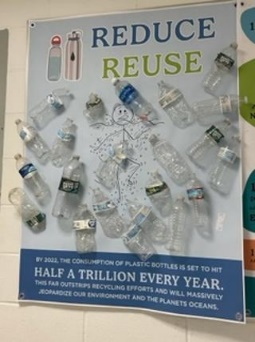 REDUCE
REUSE
BY 2022, THE CONSUMPTION OF PLASTIC BOTTLES IS SET TO HIT
HALF A TRILLION EVERY YEAR.
THIS FAR OUTSTRIPS RECYCLING EFFORTS AND WILL MASSIVELY
JEOPARDIZE OUR ENVIRONMENT AND THE PLANETS OCEANS.